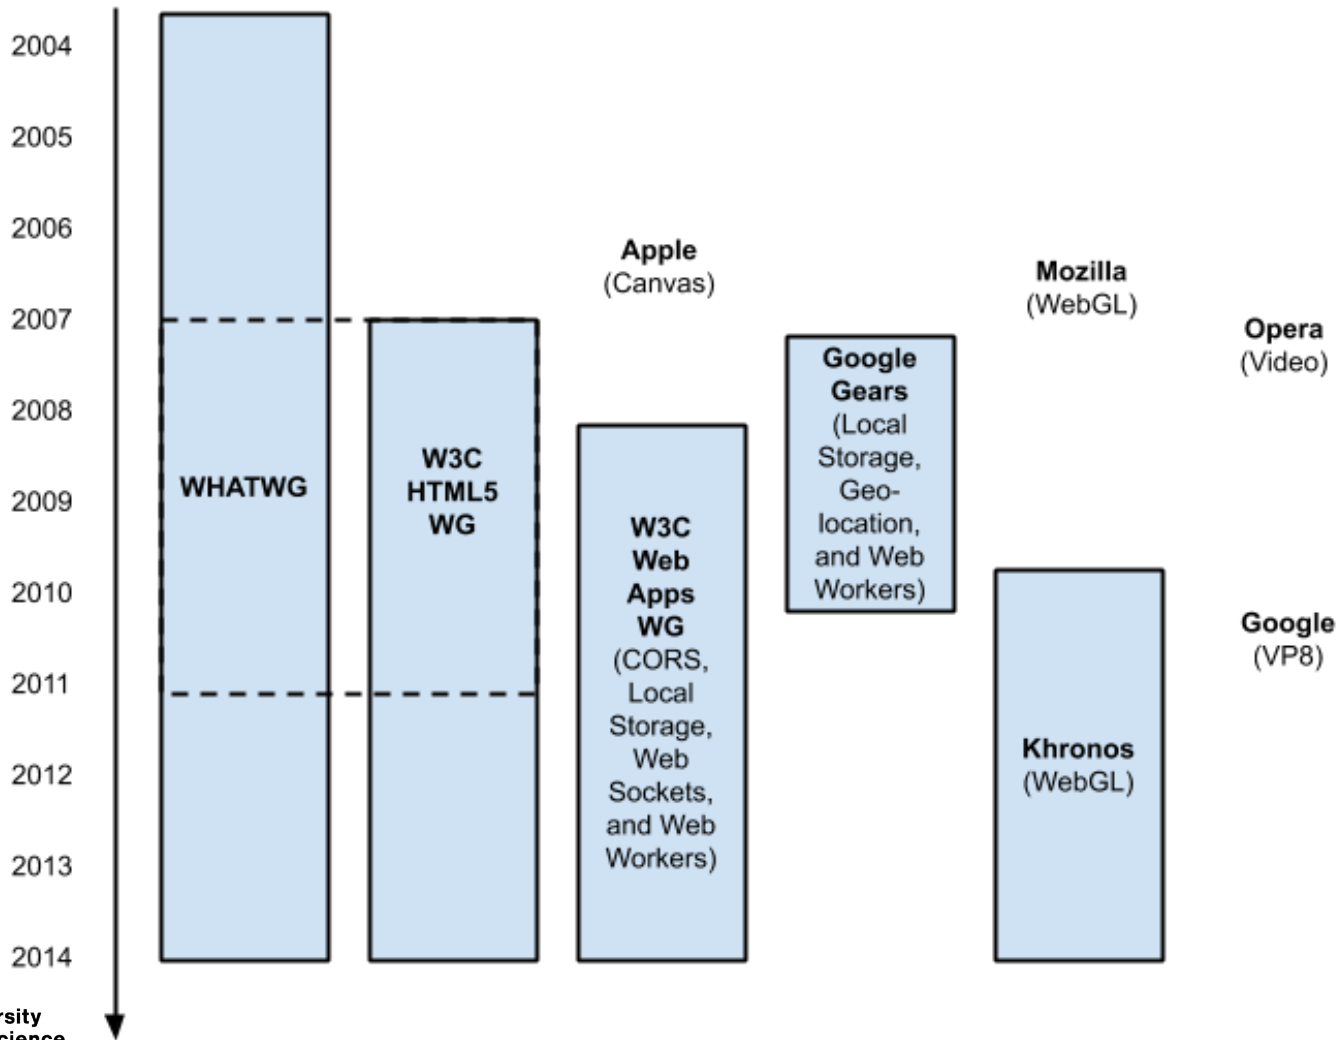 2004
2005
2006
2007
2008
2009
2010
2011
2012
2013
2014
WHATWG
W3C
HTML5
WG
Apple
(Canvas)
W3C
Web
Apps
WG
(CORS,
Local
Storage,
Web
Sockets,
and Web
Workers)
Google
Gears
(Local
Storage,
Geo-
location,
and Web
Workers)
Mozilla
(WebGL)
Khronos
(WebGL)
Opera
(Video)
Google
(VP8)